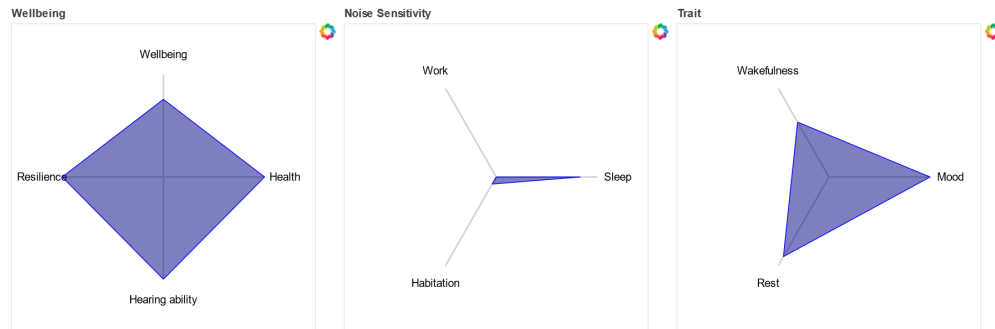 Wellbeing
Wellbeing
Resilience
Health
Hearing ability
Noise Sensitivity
Work
Sleep
Habitation
Trait
Wakefulness
Mood
Rest